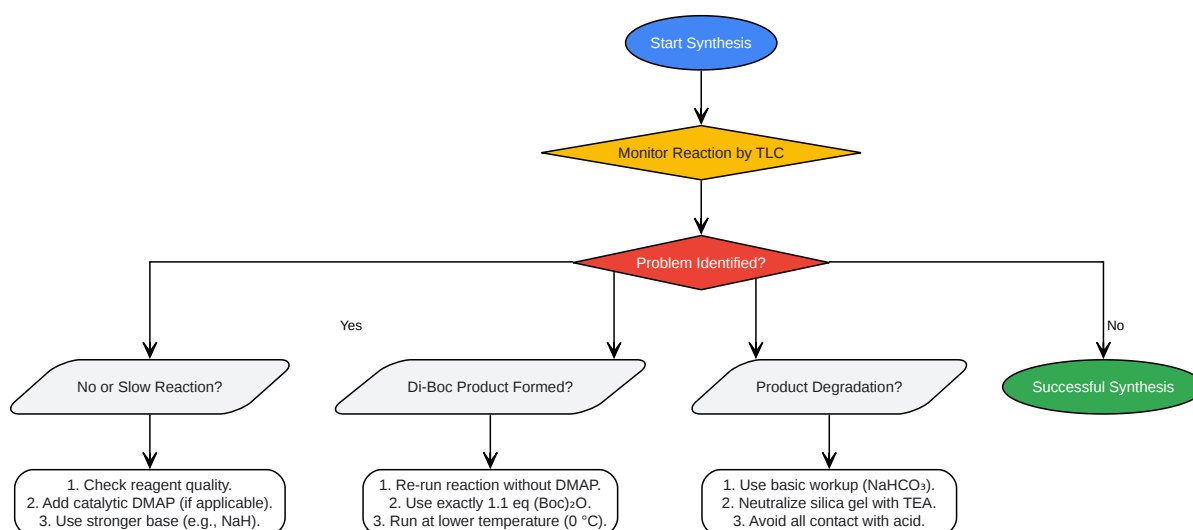 Start Synthesis
Monitor Reaction by TLC
Problem Identified?
Yes
No
No or Slow Reaction?
Di-Boc Product Formed?
Product Degradation?
Successful Synthesis
1. Check reagent quality.
2. Add catalytic DMAP (if applicable).
3. Use stronger base (e.g., NaH).
1. Re-run reaction without DMAP.
2. Use exactly 1.1 eq (Boc)₂O.
3. Run at lower temperature (0 °C).
1. Use basic workup (NaHCO₃).
2. Neutralize silica gel with TEA.
3. Avoid all contact with acid.